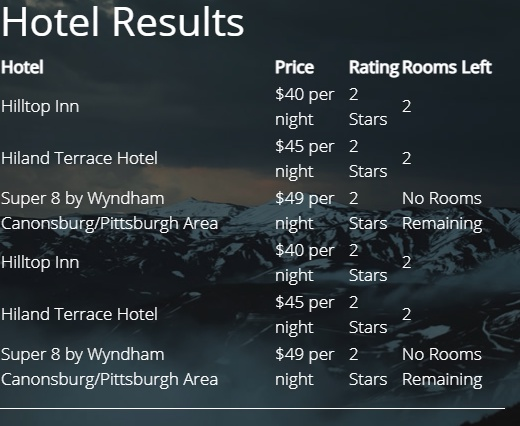 Hotel Results
Hotel Price Rating Rooms Left
Hilltop Inn $40 per night 2 Stars 2
Hiland Terrace Hotel $45 per night 2 Stars 2
Super 8 by Wyndham Canonsburg/Pittsburgh Area $49 per night 2 Stars No Rooms Remaining
Hilltop Inn $40 per night 2 Stars 2
Hiland Terrace Hotel $45 per night 2 Stars 2
Super 8 by Wyndham Canonsburg/Pittsburgh Area $49 per night 2 Stars No Rooms Remaining